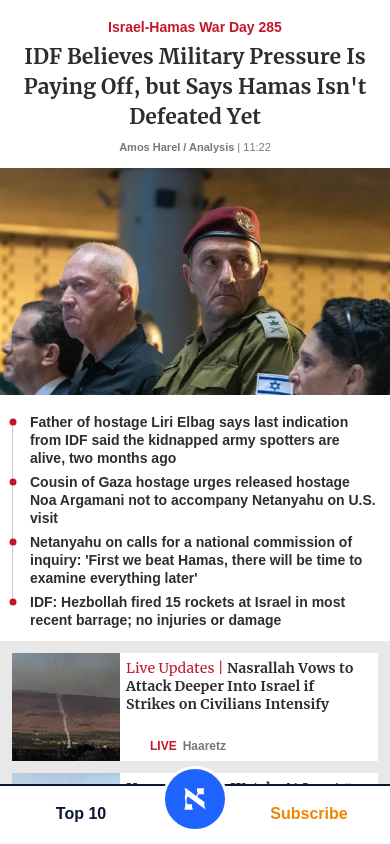 Israel-Hamas War Day 285
IDF Believes Military Pressure Is
Paying Off, but Says Hamas Isn't
Defeated Yet
Amos Harel / Analysis | 11:22
Father of hostage Liri Elbag says last indication
from IDF said the kidnapped army spotters are
alive, two months ago
Cousin of Gaza hostage urges released hostage
Noa Argamani not to accompany Netanyahu on U.S.
visit
Netanyahu on calls for a national commission of
inquiry: 'First we beat Hamas, there will be time to
examine everything later'
IDF: Hezbollah fired 15 rockets at Israel in most
recent barrage; no injuries or damage
Live Updates | Nasrallah Vows to
Attack Deeper Into Israel if
Strikes on Civilians Intensify
LIVE Haaretz
Top 10
Subscribe